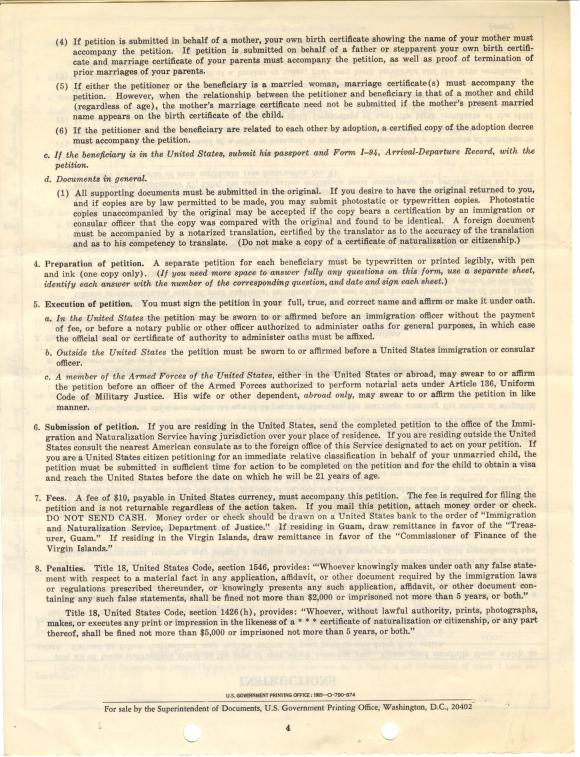 (4) If petition is submitted in behalf of a mother, your own birth certificate showing the name of your mother must
accompany the petition. If petition is submitted on behalf of a father or stepparent your own birth certifi-
cate and marriage certificate of your parents must accompany the petition, as well as proof of termination of
prior marriages of your parents.
(5) If either the petitioner or the beneficiary is a married woman, marriage certificate(s) must accompany the
petition. However, when the relationship between the petitioner and beneficiary is that of a mother and child
(regardless of age), the mother's marriage certificate need not be submitted if the mother's present married
name appears on the birth certificate of the child.
(6) If the petitioner and the beneficiary are related to each other by adoption, a certified copy of the adoption decree
must accompany the petition.
c. If the beneficiary is in the United States, submit his passport and Form I-94, Arrival-Departure Record, with the
petition.
d. Documents in general.
(1) All supporting documents must be submitted in the original. If you desire to have the original returned to you,
and if copies are by law permitted to be made, you may submit photostatic or typewritten copies. Photostatic
copies unaccompanied by the original may be accepted if the copy bears a certification by an immigration or
consular officer that the copy was compared with the original and found to be identical. A foreign document
must be accompanied by a notarized translation, certified by the translator as to the accuracy of the translation
and as to his competency to translate. (Do not make a copy of a certificate of naturalization or citizenship.)
4. Preparation of petition. A separate petition for each beneficiary must be typewritten or printed legibly, with pen
and ink (one copy only). (If you need more space to answer fully any questions on this form, use a separate sheet,
identify each answer with the number of the corresponding question, and date and sign each sheet.)
5. Execution of petition. You must sign the petition in your full, true, and correct name and affirm or make it under oath.
a. In the United States the petition may be sworn to or affirmed before an immigration officer without the payment
of fee, or before a notary public or other officer authorized to administer oaths for general purposes, in which case
the official seal or certificate of authority to administer oaths must be affixed.
b. Outside the United States the petition must be sworn to or affirmed before a United States immigration or consular
officer.
c. A member of the Armed Forces of the United States, either in the United States or abroad, may swear to or affirm
the petition before an officer of the Armed Forces authorized to perform notarial acts under Article 136, Uniform
Code of Military Justice. His wife or other dependent, abroad only, may swear to or affirm the petition in like
manner.
6. Submission of petition. If you are residing in the United States, send the completed petition to the office of the Immi-
gration and Naturalization Service having jurisdiction over your place of residence. If you are residing outside the United
States consult the nearest American consulate as to the foreign office of this Service designated to act on your petition. If
you are a United States citizen petitioning for an immediate relative classification in behalf of your unmarried child, the
petition must be submitted in sufficient time for action to be completed on the petition and for the child to obtain a visa
and reach the United States before the date on which he will be 21 years of age.
7. Fees. A fee of $10, payable in United States currency, must accompany this petition. The fee is required for filing the
petition and is not returnable regardless of the action taken. If you mail this petition, attach money order or check.
DO NOT SEND CASH. Money order or check should be drawn on a United States bank to the order of "Immigration
and Naturalization Service, Department of Justice." If residing in Guam, draw remittance in favor of the "Treas-
urer, Guam." If residing in the Virgin Islands, draw remittance in favor of the "Commissioner of Finance of the
Virgin Islands."
8. Penalties. Title 18, United States Code, section 1546, provides: "'Whoever knowingly makes under oath any false state-
ment with respect to a material fact in any application, affidavit, or other document required by the immigration laws
or regulations prescribed thereunder, or knowingly presents any such application, affidavit, or other document con-
taining any such false statements, shall be fined not more than $2,000 or imprisoned not more than 5 years, or both."
Title 18, United States Code, section 1426(h), provides: "Whoever, without lawful authority, prints, photographs,
makes, or executes any print or impression in the likeness of a * * * certificate of naturalization or citizenship, or any part
thereof, shall be fined not more than $5,000 or imprisoned not more than 5 years, or both."
U.S. GOVERNMENT PRINTING OFFICE : 1965-O-790-974
For sale by the Superintendent of Documents, U.S. Government Printing Office, Washington, D.C., 20402
4